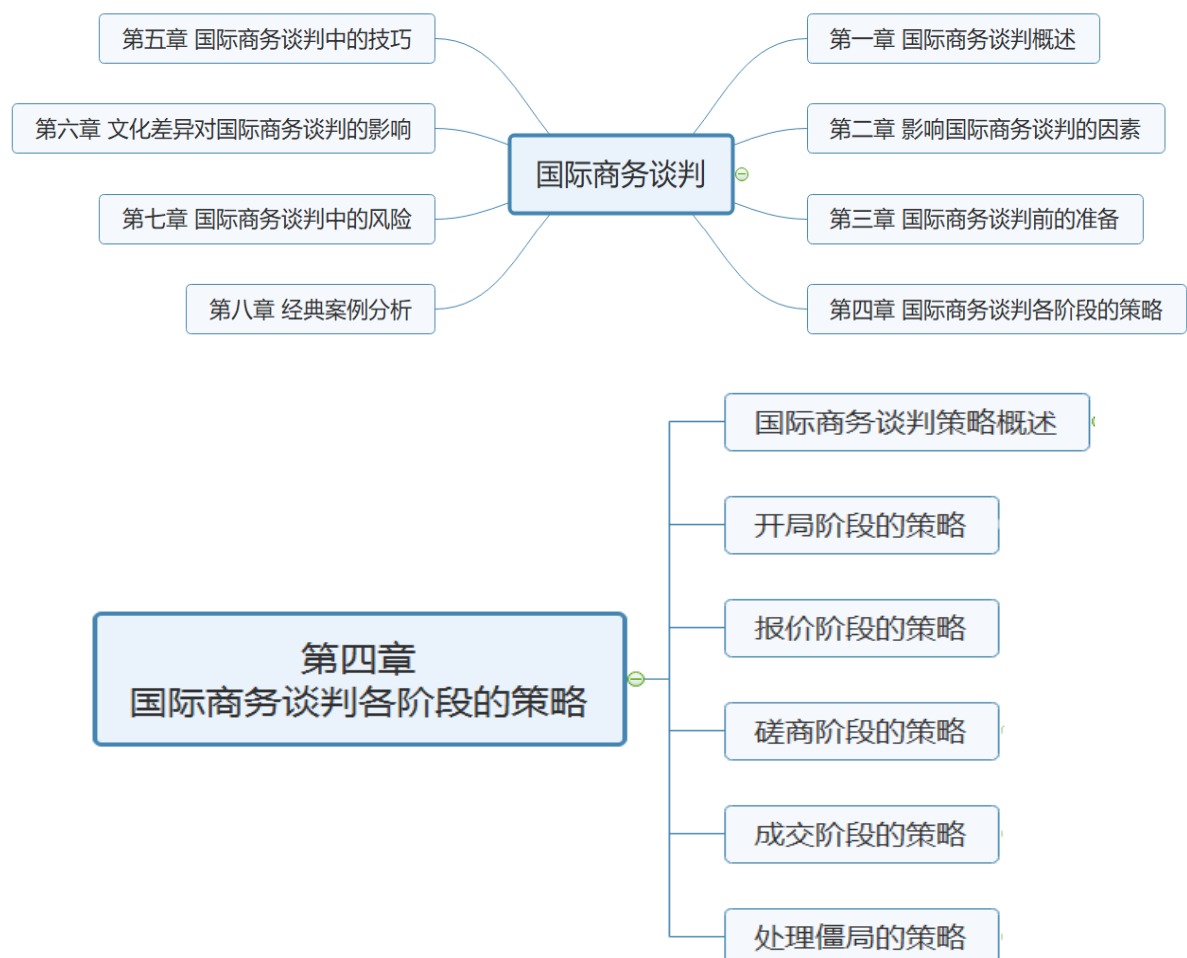 国际商务谈判
第一章 国际商务谈判概述
第二章 影响国际商务谈判的因素
第三章 国际商务谈判前的准备
第四章 国际商务谈判各阶段的策略
第五章 国际商务谈判中的技巧
第六章 文化差异对国际商务谈判的影响
第七章 国际商务谈判中的风险
第八章 经典案例分析
第四章
国际商务谈判各阶段的策略
国际商务谈判策略概述
开局阶段的策略
报价阶段的策略
磋商阶段的策略
成交阶段的策略
处理僵局的策略